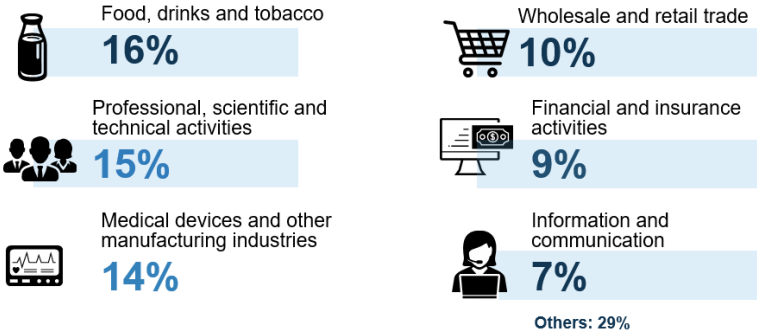 Food, drinks and tobacco
16%
Professional, scientific and
technical activities
15%
Medical devices and other
manufacturing industries
14%
Wholesale and retail trade
10%
Financial and insurance
activities
9%
Information and
communication
7%
Others: 29%